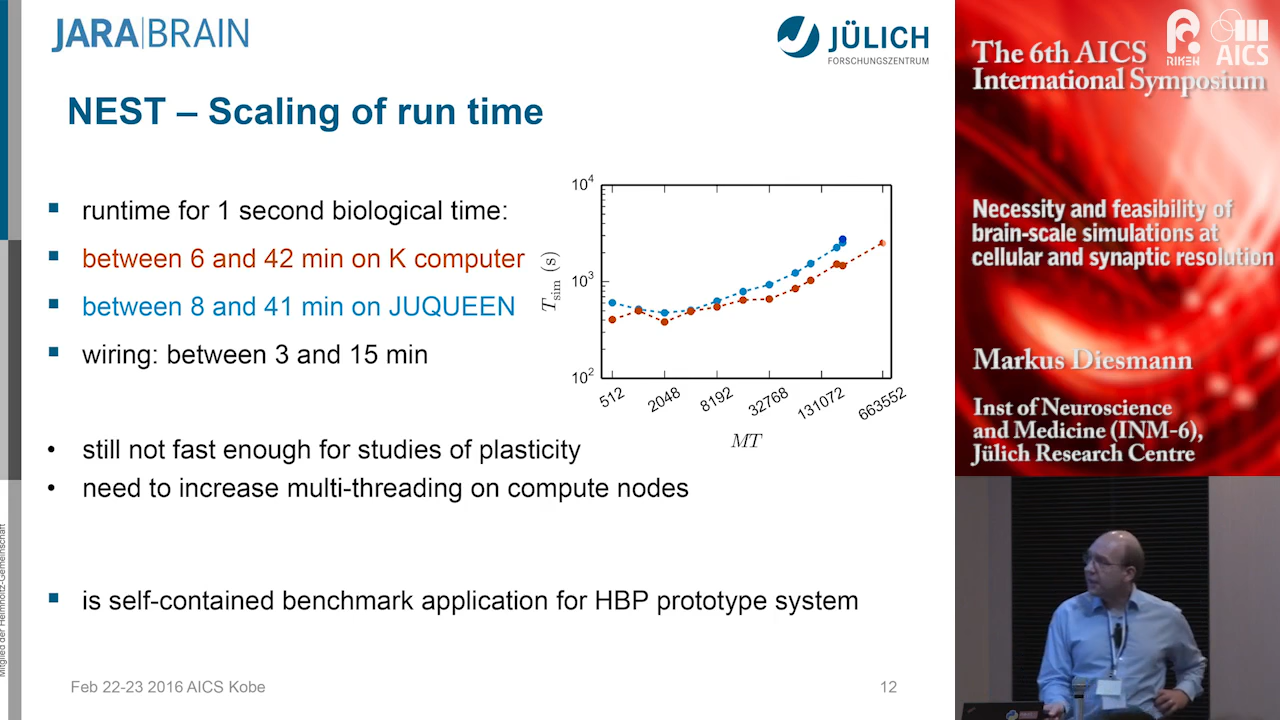 JARA|BRAIN
JÜLICH
FORSCHUNGSZENTRUM
NEST – Scaling of run time
runtime for 1 second biological time:
between 6 and 42 min on K computer
between 8 and 41 min on JUQUEEN
wiring: between 3 and 15 min
10^4
10^3
10^2
T_sim (s)
512
2048
8192
32768
131072
663552
MT
• still not fast enough for studies of plasticity
• need to increase multi-threading on compute nodes
is self-contained benchmark application for HBP prototype system
Mitglied der Helmholtz-Gemeinschaft
Feb 22-23 2016 AICS Kobe
12
The 6th AICS
International Symposium
RIKEN
AICS
Necessity and feasibility of
brain-scale simulations at
cellular and synaptic resolution
Markus Diesmann
Inst of Neuroscience
and Medicine (INM-6),
Jülich Research Centre